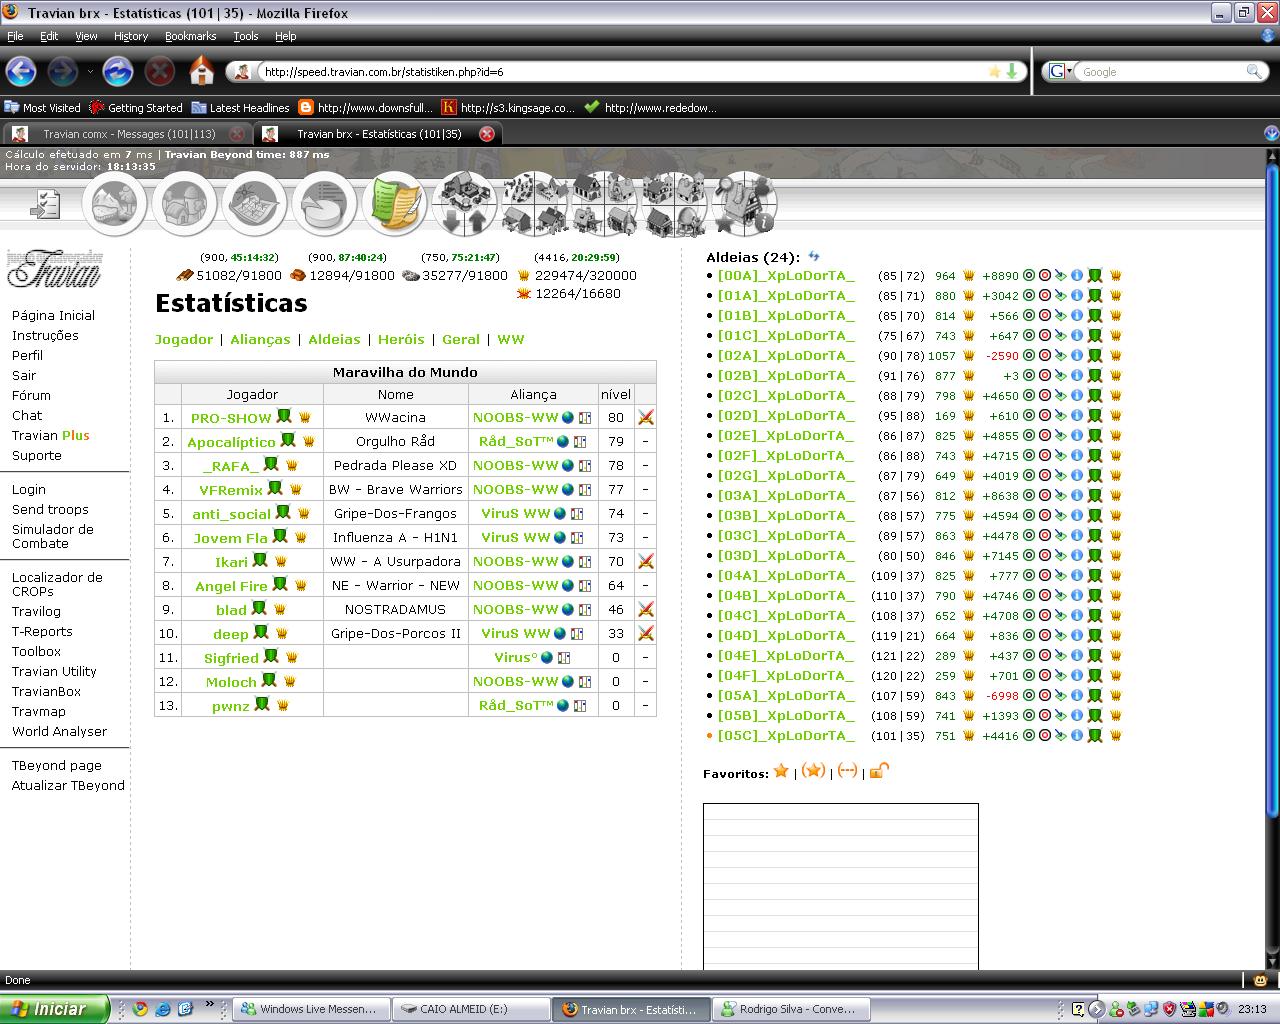 Travian brx - Estatísticas (101|35) - Mozilla Firefox
File Edit View History Bookmarks Tools Help
http://speed.travian.com.br/statistiken.php?id=6
G Google
Most Visited Getting Started Latest Headlines http://www.downsfull... http://s3.kingsage.co... http://www.rededow...
Travian comx - Messages (101|113) Travian brx - Estatísticas (101|35)
Cálculo efetuado em 7 ms | Travian Beyond time: 887 ms
Hora do servidor: 18:13:35
Travian
Página Inicial
Instruções
Perfil
Sair
Fórum
Chat
Travian Plus
Suporte
Login
Send troops
Simulador de
Combate
Localizador de
CROPs
Travilog
T-Reports
Toolbox
Travian Utility
TravianBox
Travmap
World Analyser
TBeyond page
Atualizar TBeyond
(900, 45:14:32) (900, 87:40:24) (750, 75:21:47) (4416, 20:29:59)
51082/91800 12894/91800 35277/91800 229474/320000
12264/16680
Estatísticas
Jogador | Alianças | Aldeias | Heróis | Geral | WW
Maravilha do Mundo
Jogador Nome Aliança nível
1. PRO-SHOW WWacina NOOBS-WW 80
2. Apocalíptico Orgulho Råd Råd_SoT™ 79 -
3. _RAFA_ Pedrada Please XD NOOBS-WW 78 -
4. VFRemix BW - Brave Warriors NOOBS-WW 77 -
5. anti_social Gripe-Dos-Frangos ViruS WW 74 -
6. Jovem Fla Influenza A - H1N1 ViruS WW 73 -
7. Ikari WW - A Usurpadora NOOBS-WW 70
8. Angel Fire NE - Warrior - NEW NOOBS-WW 64 -
9. blad NOSTRADAMUS NOOBS-WW 46
10. deep Gripe-Dos-Porcos II ViruS WW 33
11. Sigfried Virus° 0 -
12. Moloch NOOBS-WW 0 -
13. pwnz Råd_SoT™ 0 -
Aldeias (24):
[00A]_XpLoDorTA_ (85|72) 964 +8890
[01A]_XpLoDorTA_ (85|71) 880 +3042
[01B]_XpLoDorTA_ (85|70) 814 +566
[01C]_XpLoDorTA_ (75|67) 743 +647
[02A]_XpLoDorTA_ (90|78) 1057 -2590
[02B]_XpLoDorTA_ (91|76) 877 +3
[02C]_XpLoDorTA_ (88|79) 798 +4650
[02D]_XpLoDorTA_ (95|88) 169 +610
[02E]_XpLoDorTA_ (86|87) 825 +4855
[02F]_XpLoDorTA_ (86|88) 743 +4715
[02G]_XpLoDorTA_ (87|79) 649 +4019
[03A]_XpLoDorTA_ (87|56) 812 +8638
[03B]_XpLoDorTA_ (88|57) 775 +4594
[03C]_XpLoDorTA_ (89|57) 863 +4478
[03D]_XpLoDorTA_ (80|50) 846 +7145
[04A]_XpLoDorTA_ (109|37) 825 +777
[04B]_XpLoDorTA_ (110|37) 790 +4746
[04C]_XpLoDorTA_ (108|37) 652 +4708
[04D]_XpLoDorTA_ (119|21) 664 +836
[04E]_XpLoDorTA_ (121|22) 289 +437
[04F]_XpLoDorTA_ (120|22) 259 +701
[05A]_XpLoDorTA_ (107|59) 843 -6998
[05B]_XpLoDorTA_ (108|59) 741 +1393
[05C]_XpLoDorTA_ (101|35) 751 +4416
Favoritos: | | |
Done
Iniciar Windows Live Messen... CAIO ALMEID (E:) Travian brx - Estatísti... Rodrigo Silva - Conve... 23:13